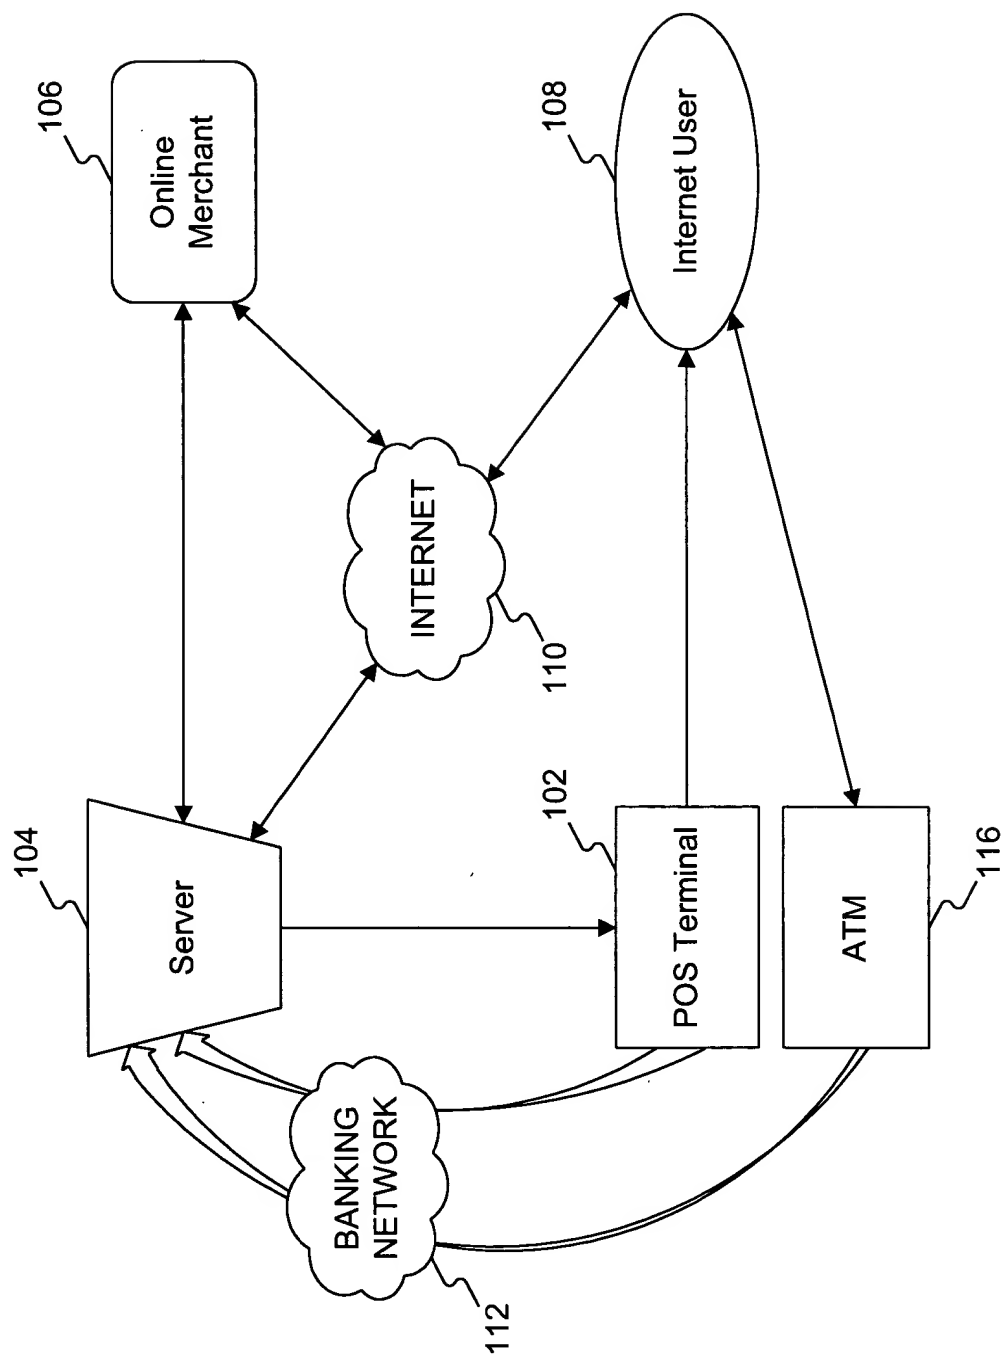 104
Server
106
Online
Merchant
BANKING
NETWORK
112
INTERNET
110
102
POS Terminal
108
Internet User
ATM
116